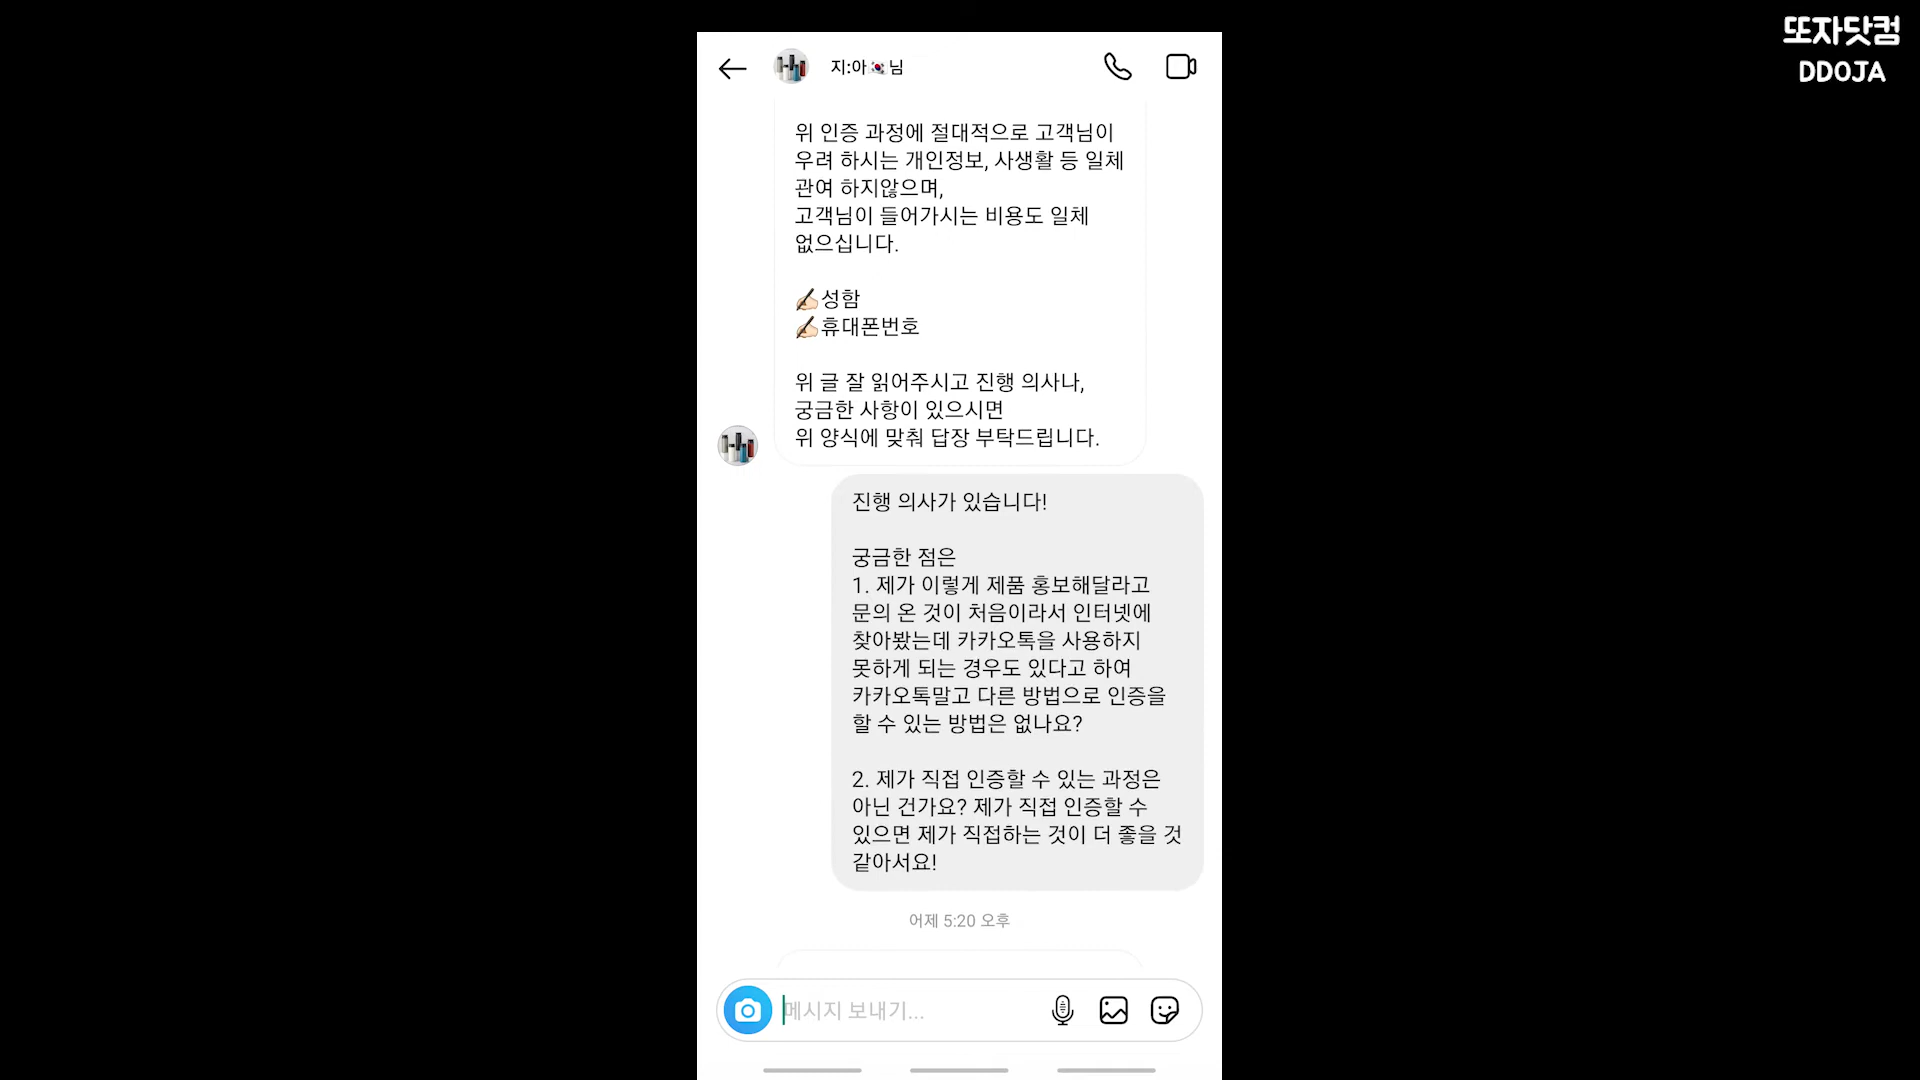 또자닷컴
DDOJA
지:아🇰🇷님
위 인증 과정에 절대적으로 고객님이
우려 하시는 개인정보, 사생활 등 일체
관여 하지않으며,
고객님이 들어가시는 비용도 일체
없으십니다.
✍🏻성함
✍🏻휴대폰번호
위 글 잘 읽어주시고 진행 의사나,
궁금한 사항이 있으시면
위 양식에 맞춰 답장 부탁드립니다.
진행 의사가 있습니다!
궁금한 점은
1. 제가 이렇게 제품 홍보해달라고
문의 온 것이 처음이라서 인터넷에
찾아봤는데 카카오톡을 사용하지
못하게 되는 경우도 있다고 하여
카카오톡말고 다른 방법으로 인증을
할 수 있는 방법은 없나요?
2. 제가 직접 인증할 수 있는 과정은
아닌 건가요? 제가 직접 인증할 수
있으면 제가 직접하는 것이 더 좋을 것
같아서요!
어제 5:20 오후
메시지 보내기...